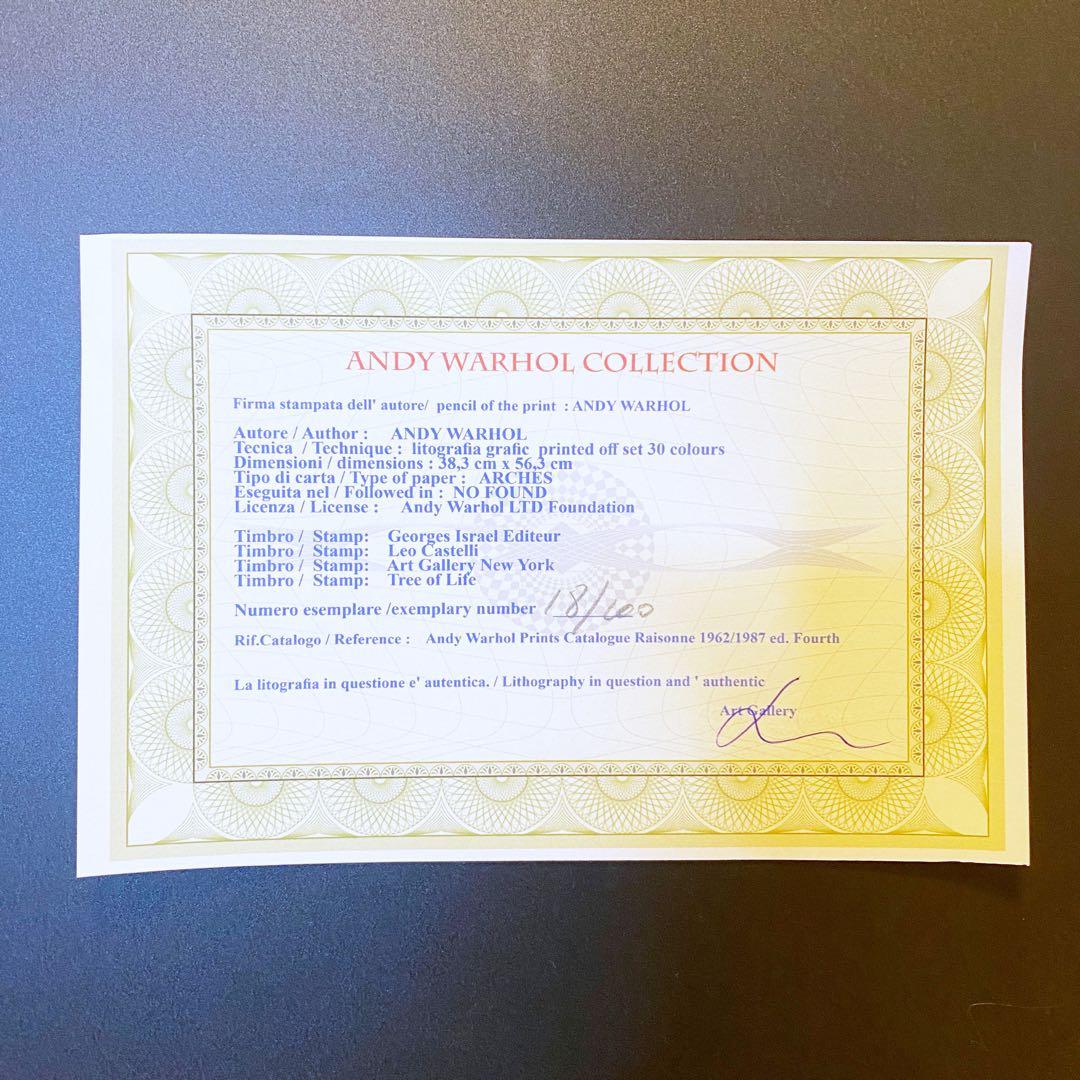 ANDY WARHOL COLLECTION
Firma stampata dell' autore/ pencil of the print : ANDY WARHOL
Autore / Author : ANDY WARHOL
Tecnica / Technique : litografia grafic printed off set 30 colours
Dimensioni / dimensions : 38,3 cm x 56,3 cm
Tipo di carta / Type of paper : ARCHES
Eseguita nel / Followed in : NO FOUND
Licenza / License : Andy Warhol LTD Foundation
Timbro / Stamp: Georges Israel Editeur
Timbro / Stamp: Leo Castelli
Timbro / Stamp: Art Gallery New York
Timbro / Stamp: Tree of Life
Numero esemplare /exemplary number 18/100
Rif.Catalogo / Reference : Andy Warhol Prints Catalogue Raisonne 1962/1987 ed. Fourth
La litografia in questione e' autentica. / Lithography in question and ' authentic
Art Gallery